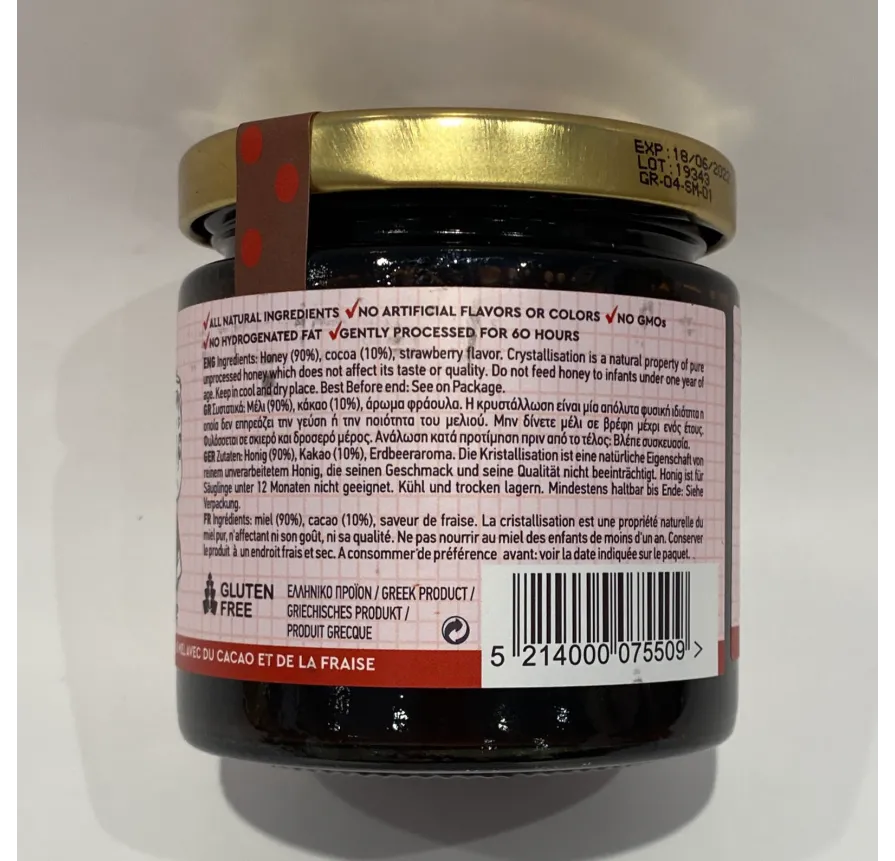 EXP : 18/06/202
LOT : 19343
GR-04-SM-01
ALL NATURAL INGREDIENTS ✓NO ARTIFICIAL FLAVORS OR COLORS ✓NO GMOs
✓NO HYDROGENATED FAT ✓GENTLY PROCESSED FOR 60 HOURS
ENG Ingredients: Honey (90%), cocoa (10%), strawberry flavor. Crystallisation is a natural property of pure
unprocessed honey which does not affect its taste or quality. Do not feed honey to infants under one year of
age. Keep in cool and dry place. Best Before end: See on Package.
GR Συστατικά: Μέλι (90%), κάκαο (10%), άρωμα φράουλα. Η κρυστάλλωση είναι μία απόλυτα φυσική ιδιότητα η
οποία δεν επηρεάζει την γεύση ή την ποιότητα του μελιού. Μην δίνετε μέλι σε βρέφη μέχρι ενός έτους.
Φυλάσσεται σε σκιερό και δροσερό μέρος. Ανάλωση κατά προτίμηση πριν από το τέλος: Βλέπε συσκευασία.
GER Zutaten: Honig (90%), Kakao (10%), Erdbeeraroma. Die Kristallisation ist eine natürliche Eigenschaft von
reinem unverarbeitetem Honig, die seinen Geschmack und seine Qualität nicht beeinträchtigt. Honig ist für
Säuglinge unter 12 Monaten nicht geeignet. Kühl und trocken lagern. Mindestens haltbar bis Ende: Siehe
Verpackung.
FR Ingrédients: miel (90%), cacao (10%), saveur de fraise. La cristallisation est une propriété naturelle du
miel pur, n'affectant ni son goût, ni sa qualité. Ne pas nourrir au miel des enfants de moins d'un an. Conserver
le produit à un endroit frais et sec. A consommer de préférence avant: voir la date indiquée sur le paquet.
GLUTEN
FREE
ΕΛΛΗΝΙΚΟ ΠΡΟΪΟΝ / GREEK PRODUCT /
GRIECHISCHES PRODUKT /
PRODUIT GRECQUE
5 214000 075509 >
AVEC DU CACAO ET DE LA FRAISE